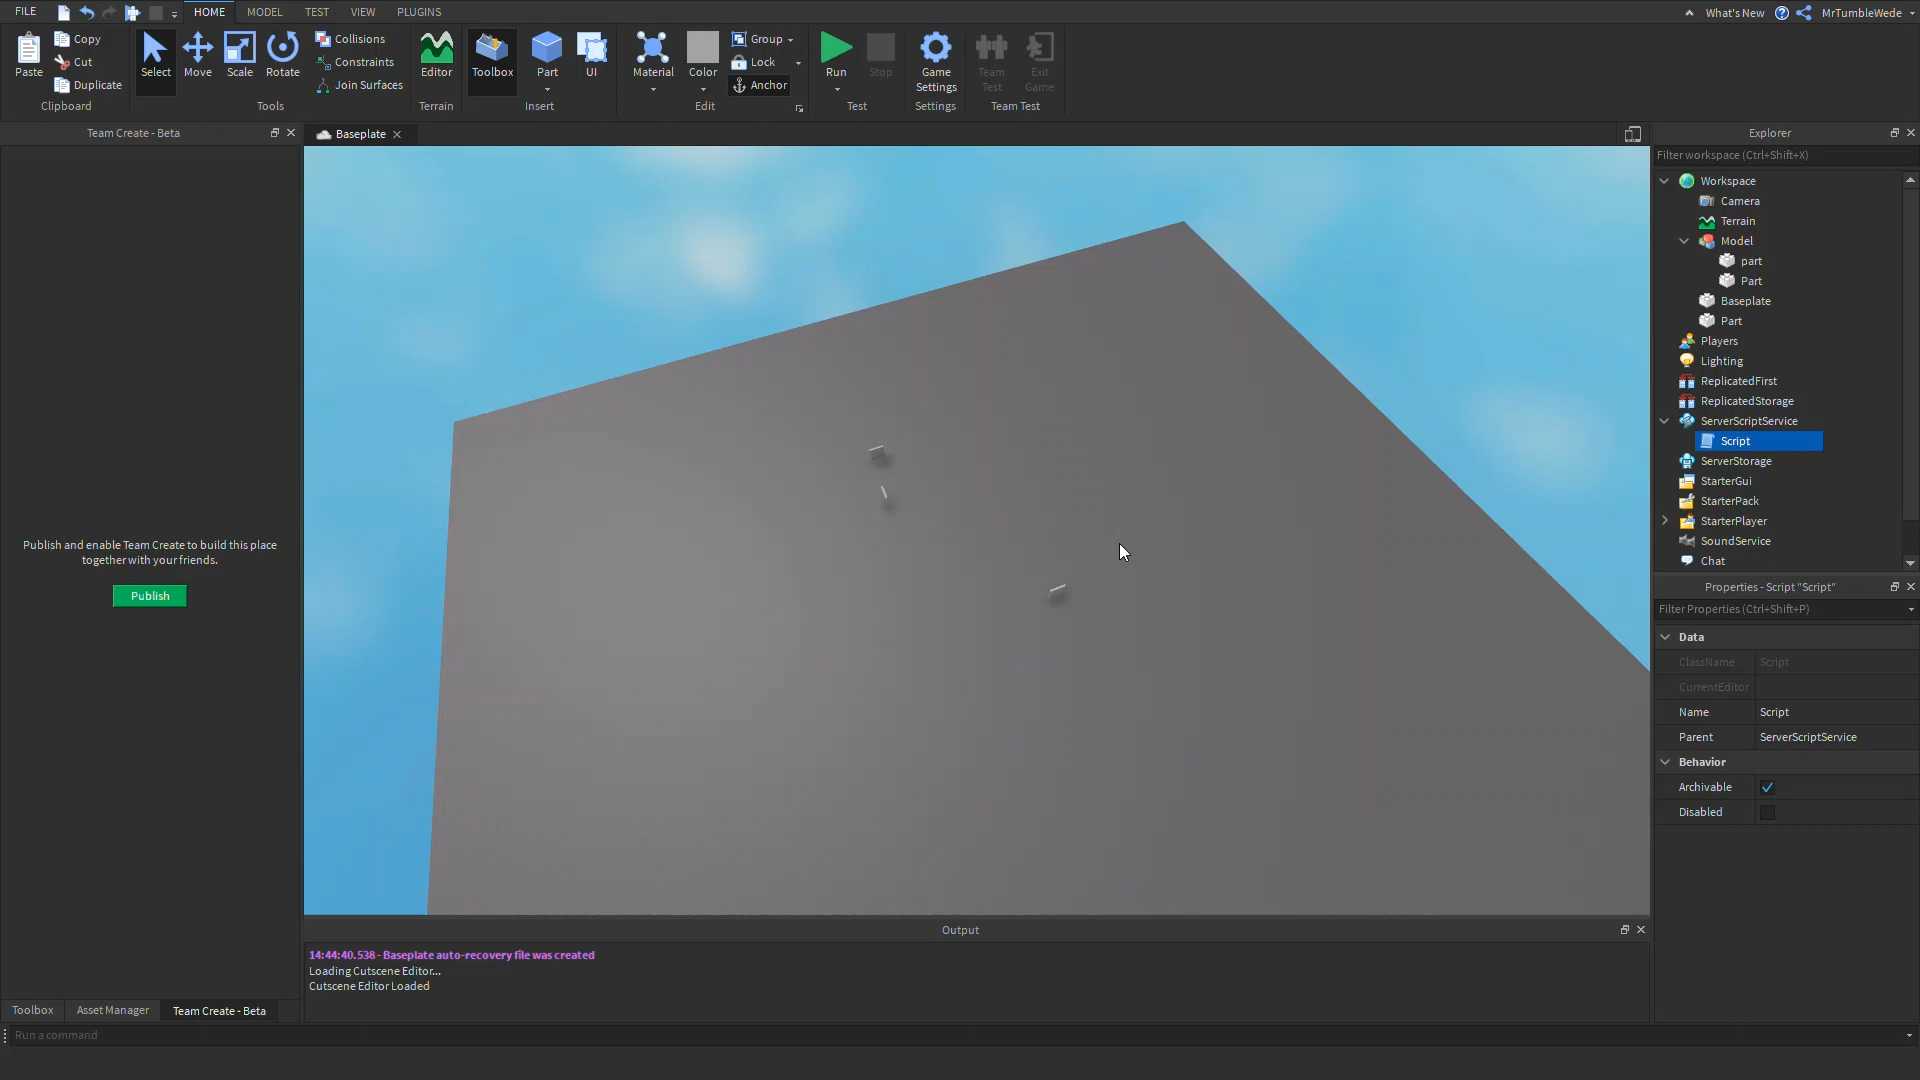 FILE
HOME
MODEL
TEST
VIEW
PLUGINS
What's New
MrTumbleWede
Paste
Copy
Cut
Duplicate
Clipboard
Select
Move
Scale
Rotate
Collisions
Constraints
Join Surfaces
Tools
Editor
Terrain
Toolbox
Part
UI
Insert
Material
Color
Group
Lock
Anchor
Edit
Run
Stop
Test
Game
Settings
Settings
Team
Test
Exit
Game
Team Test
Team Create - Beta
Publish and enable Team Create to build this place
together with your friends.
Publish
Toolbox
Asset Manager
Team Create - Beta
Baseplate
Output
14:44:40.538 - Baseplate auto-recovery file was created
Loading Cutscene Editor...
Cutscene Editor Loaded
Explorer
Filter workspace (Ctrl+Shift+X)
Workspace
Camera
Terrain
Model
part
Part
Baseplate
Part
Players
Lighting
ReplicatedFirst
ReplicatedStorage
ServerScriptService
Script
ServerStorage
StarterGui
StarterPack
StarterPlayer
SoundService
Chat
Properties - Script "Script"
Filter Properties (Ctrl+Shift+P)
Data
ClassName Script
CurrentEditor
Name Script
Parent ServerScriptService
Behavior
Archivable
Disabled
Run a command